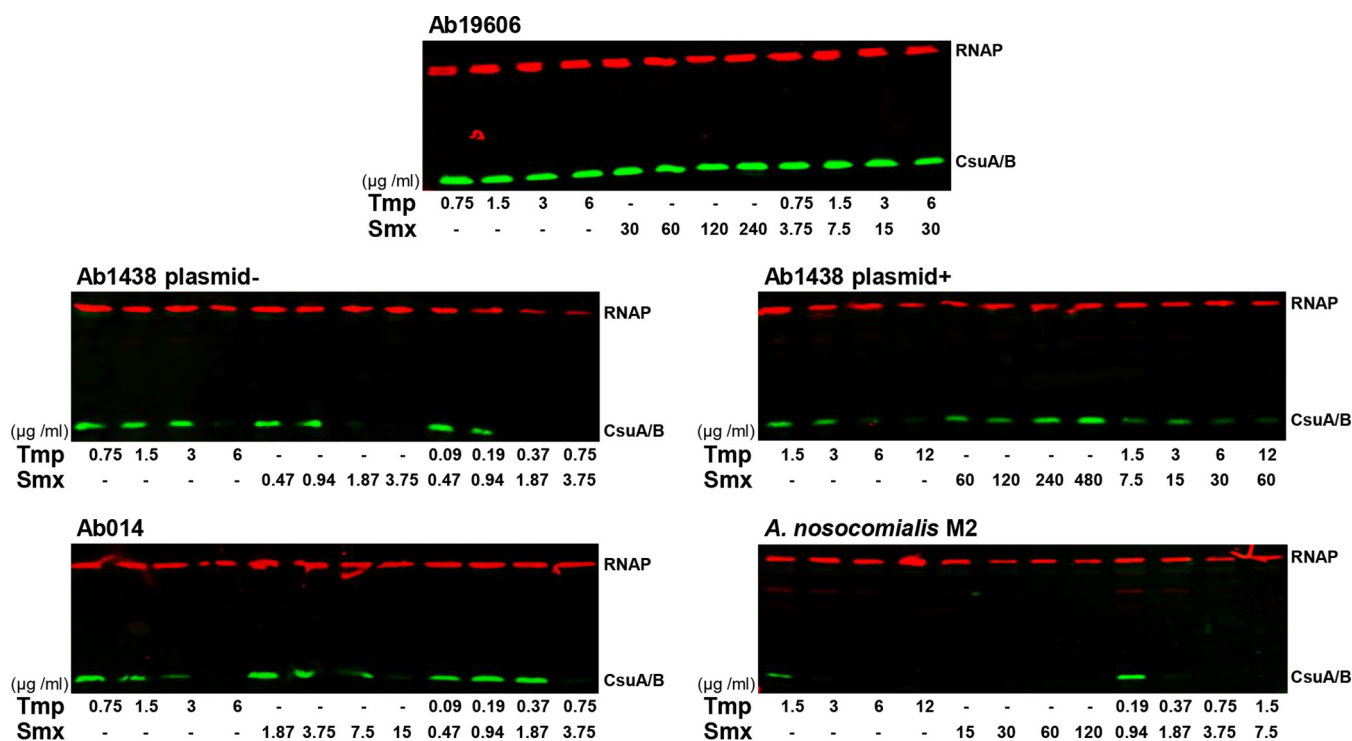 Ab19606
RNAP
CsuA/B
(µg /ml)
Tmp 0.75 1.5 3 6 - - - - 0.75 1.5 3 6
Smx - - - - 30 60 120 240 3.75 7.5 15 30
Ab1438 plasmid-
RNAP
CsuA/B
(µg /ml)
Tmp 0.75 1.5 3 6 - - - - 0.09 0.19 0.37 0.75
Smx - - - - 0.47 0.94 1.87 3.75 0.47 0.94 1.87 3.75
Ab1438 plasmid+
RNAP
CsuA/B
(µg /ml)
Tmp 1.5 3 6 12 - - - - 1.5 3 6 12
Smx - - - - 60 120 240 480 7.5 15 30 60
Ab014
RNAP
CsuA/B
(µg /ml)
Tmp 0.75 1.5 3 6 - - - - 0.09 0.19 0.37 0.75
Smx - - - - 1.87 3.75 7.5 15 0.47 0.94 1.87 3.75
A. nosocomialis M2
RNAP
CsuA/B
(µg /ml)
Tmp 1.5 3 6 12 - - - - 0.19 0.37 0.75 1.5
Smx - - - - 15 30 60 120 0.94 1.87 3.75 7.5